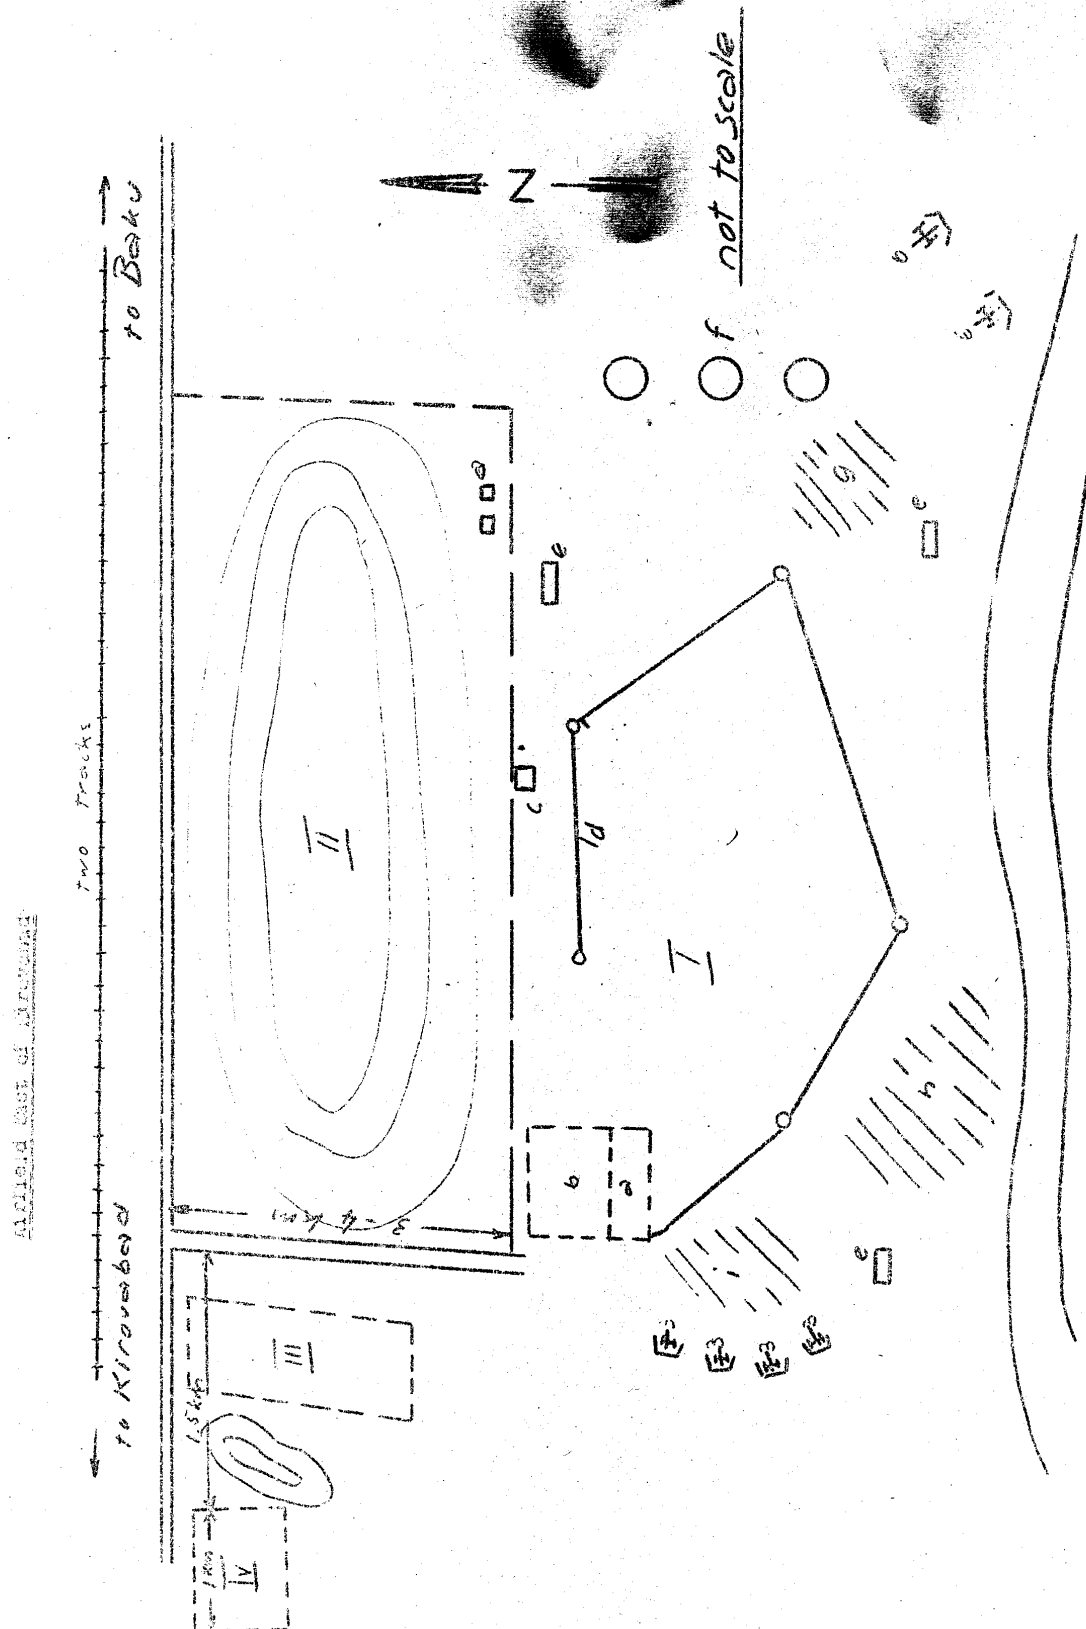 Airfield East of
two tracks
to Kirovabad
to Baku
N
not to scale
3-4 km
1.5 km
1 km
I
II
III
IV
a
b
a
c
d
e
e
e
f
g
h
i